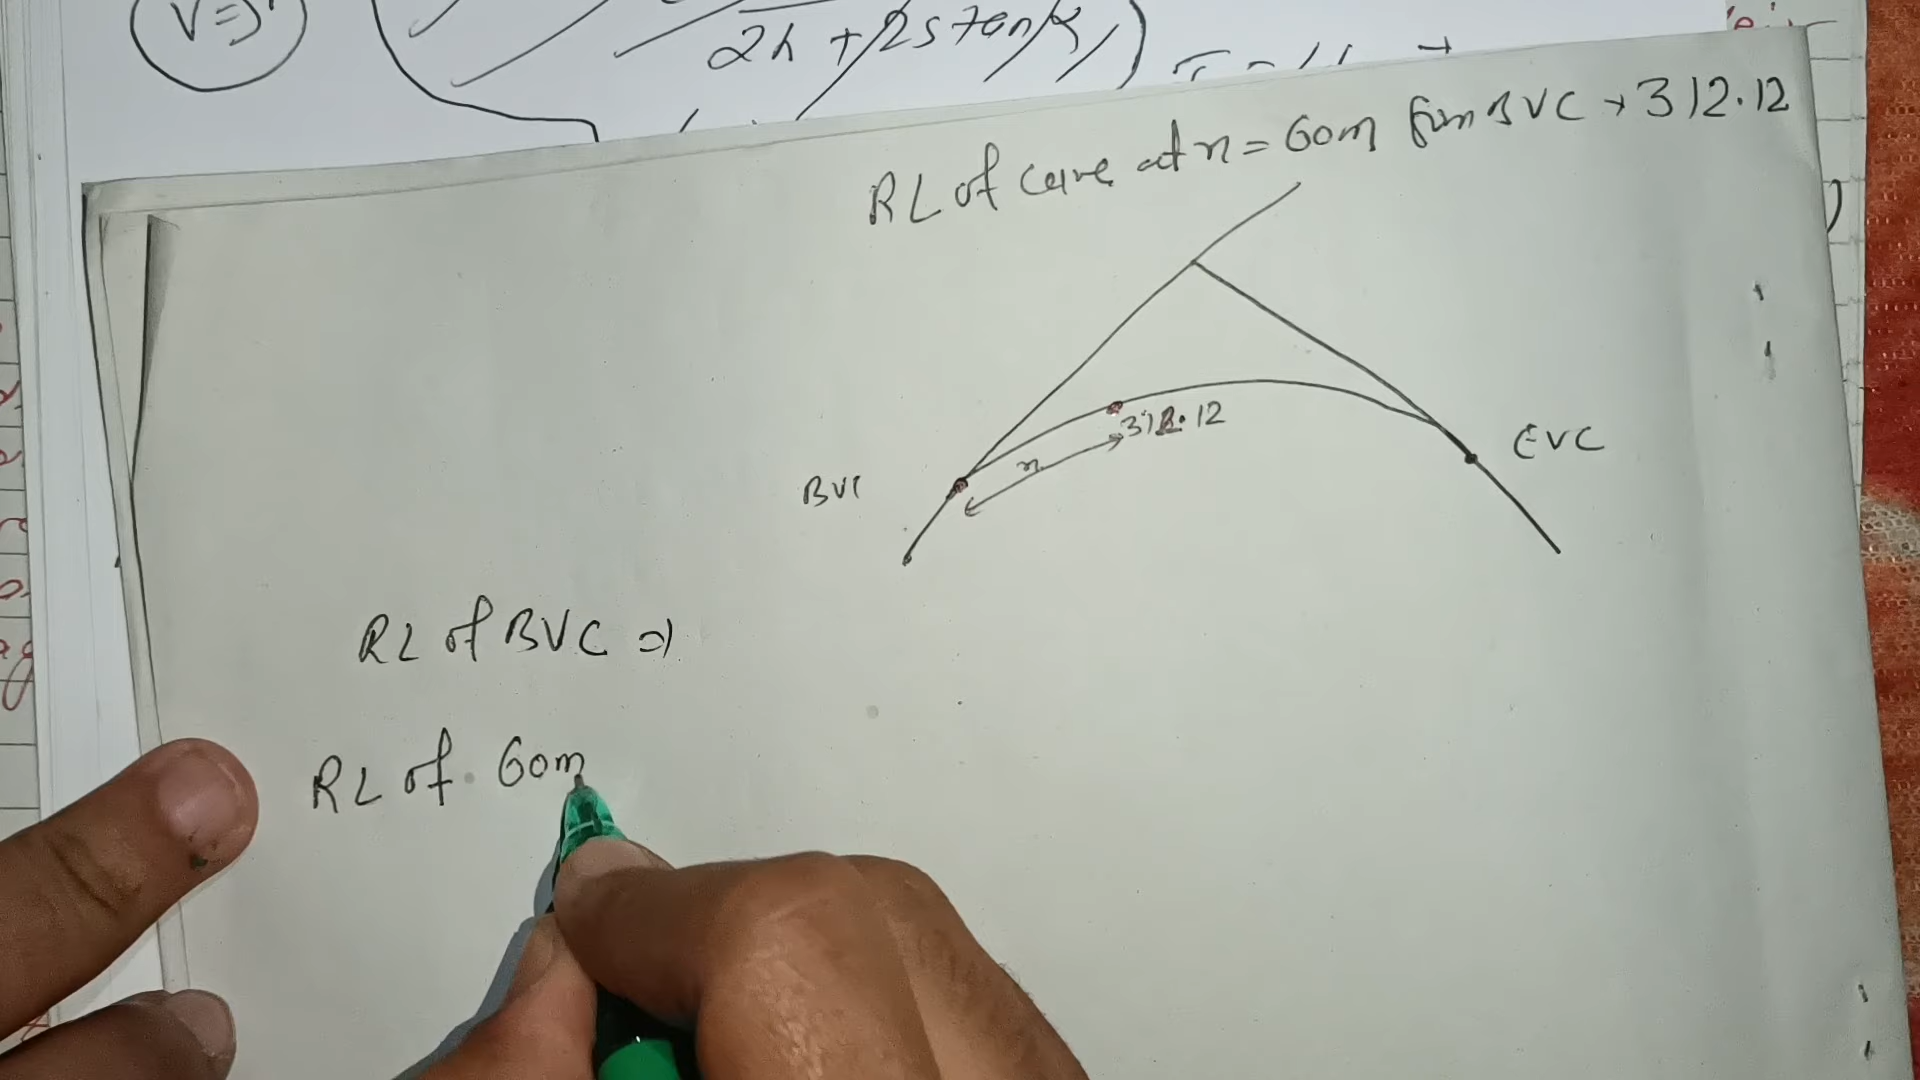 V=
2h + 2s tanα
RL of curve at x = 60m from BVC → 312.12
312.12
x
BVC
EVC
RL of BVC ⇒
RL of 60m